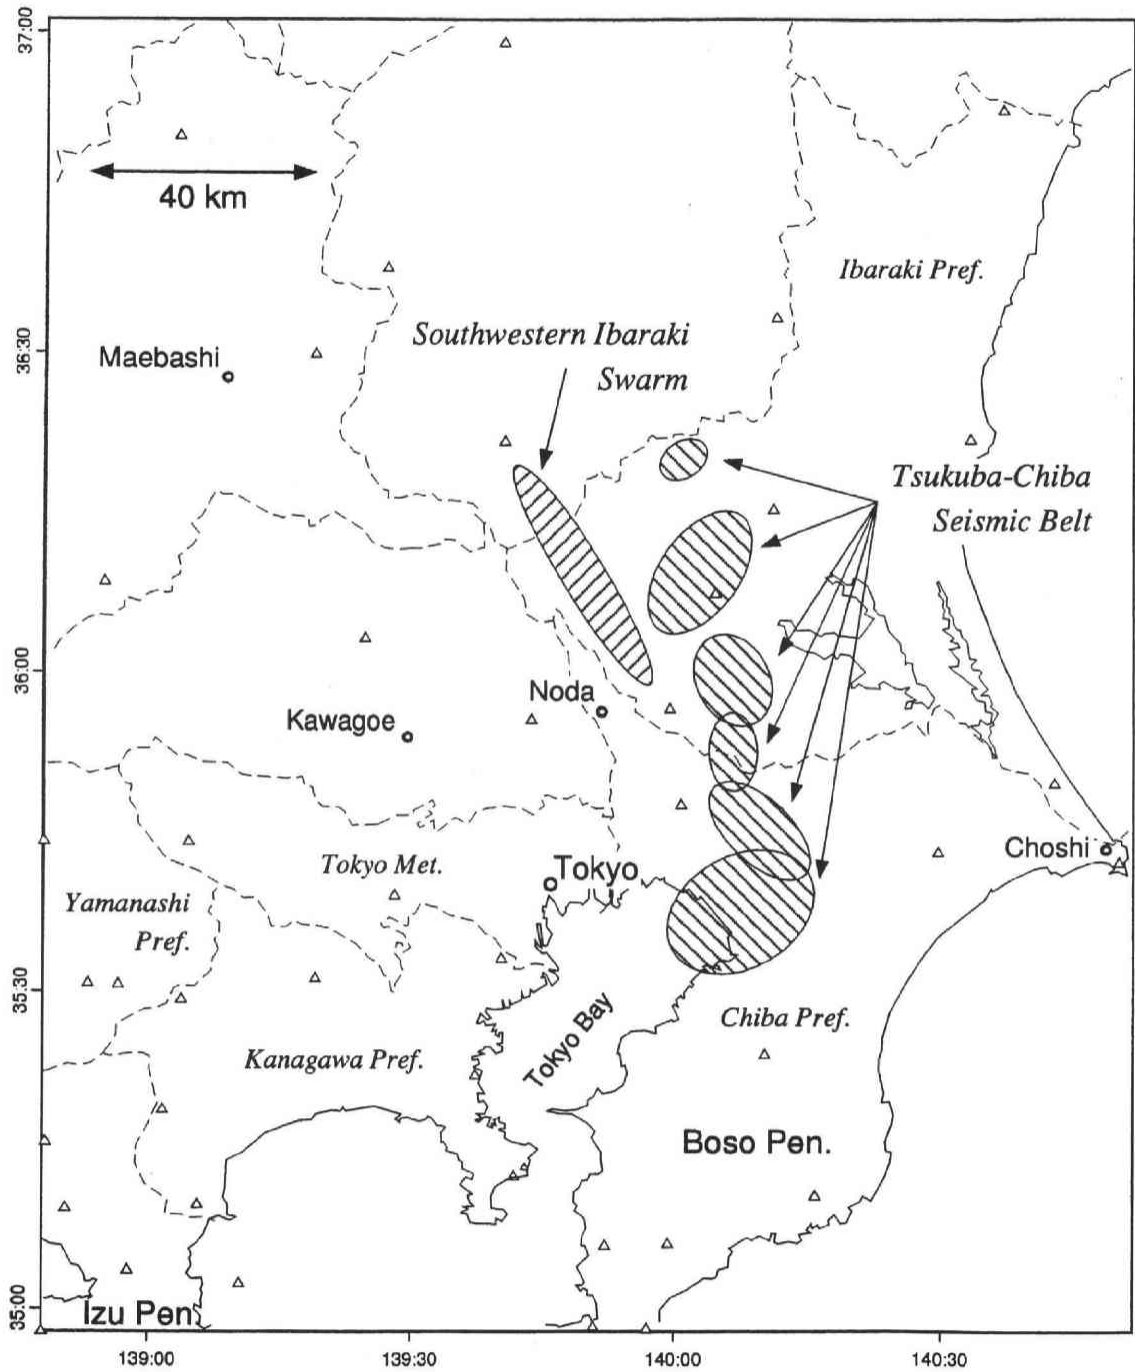 37:00
40 km
Ibaraki Pref.
Southwestern Ibaraki
Swarm
36:30
Maebashi
Tsukuba-Chiba
Seismic Belt
36:00
Noda
Kawagoe
Choshi
Tokyo Met.
Tokyo
Yamanashi
Pref.
35:30
Chiba Pref.
Tokyo Bay
Kanagawa Pref.
Boso Pen.
35:00
Izu Pen.
139:00
139:30
140:00
140:30